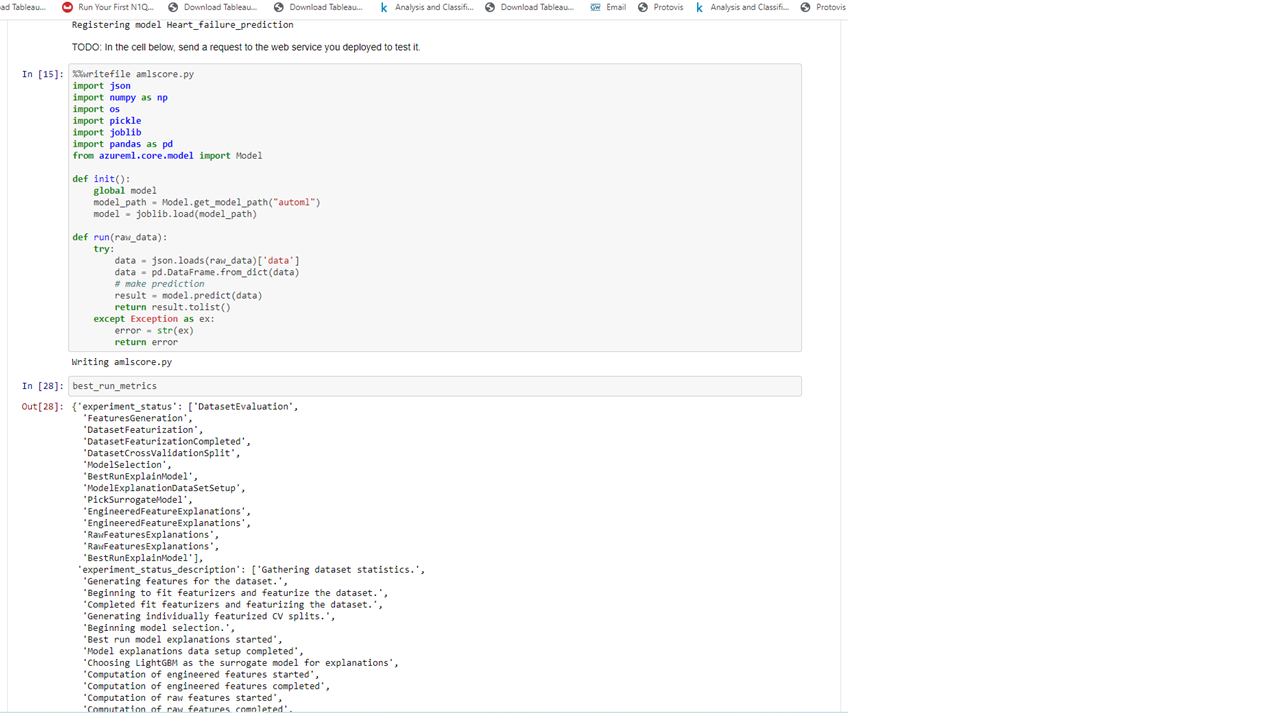 ad Tableau... Run Your First N1Q... Download Tableau... Download Tableau... Analysis and Classifi... Download Tableau... Email Protovis Analysis and Classifi... Protovis
Registering model Heart_failure_prediction
TODO: In the cell below, send a request to the web service you deployed to test it.
In [15]: %%writefile amlscore.py
import json
import numpy as np
import os
import pickle
import joblib
import pandas as pd
from azureml.core.model import Model
def init():
    global model
    model_path = Model.get_model_path("automl")
    model = joblib.load(model_path)
def run(raw_data):
    try:
        data = json.loads(raw_data)['data']
        data = pd.DataFrame.from_dict(data)
        # make prediction
        result = model.predict(data)
        return result.tolist()
    except Exception as ex:
        error = str(ex)
        return error
Writing amlscore.py
In [28]: best_run_metrics
Out[28]: {'experiment_status': ['DatasetEvaluation',
  'FeaturesGeneration',
  'DatasetFeaturization',
  'DatasetFeaturizationCompleted',
  'DatasetCrossValidationSplit',
  'ModelSelection',
  'BestRunExplainModel',
  'ModelExplanationDataSetSetup',
  'PickSurrogateModel',
  'EngineeredFeatureExplanations',
  'EngineeredFeatureExplanations',
  'RawFeaturesExplanations',
  'RawFeaturesExplanations',
  'BestRunExplainModel'],
 'experiment_status_description': ['Gathering dataset statistics.',
  'Generating features for the dataset.',
  'Beginning to fit featurizers and featurize the dataset.',
  'Completed fit featurizers and featurizing the dataset.',
  'Generating individually featurized CV splits.',
  'Beginning model selection.',
  'Best run model explanations started',
  'Model explanations data setup completed',
  'Choosing LightGBM as the surrogate model for explanations',
  'Computation of engineered features started',
  'Computation of engineered features completed',
  'Computation of raw features started',
  'Computation of raw features completed',